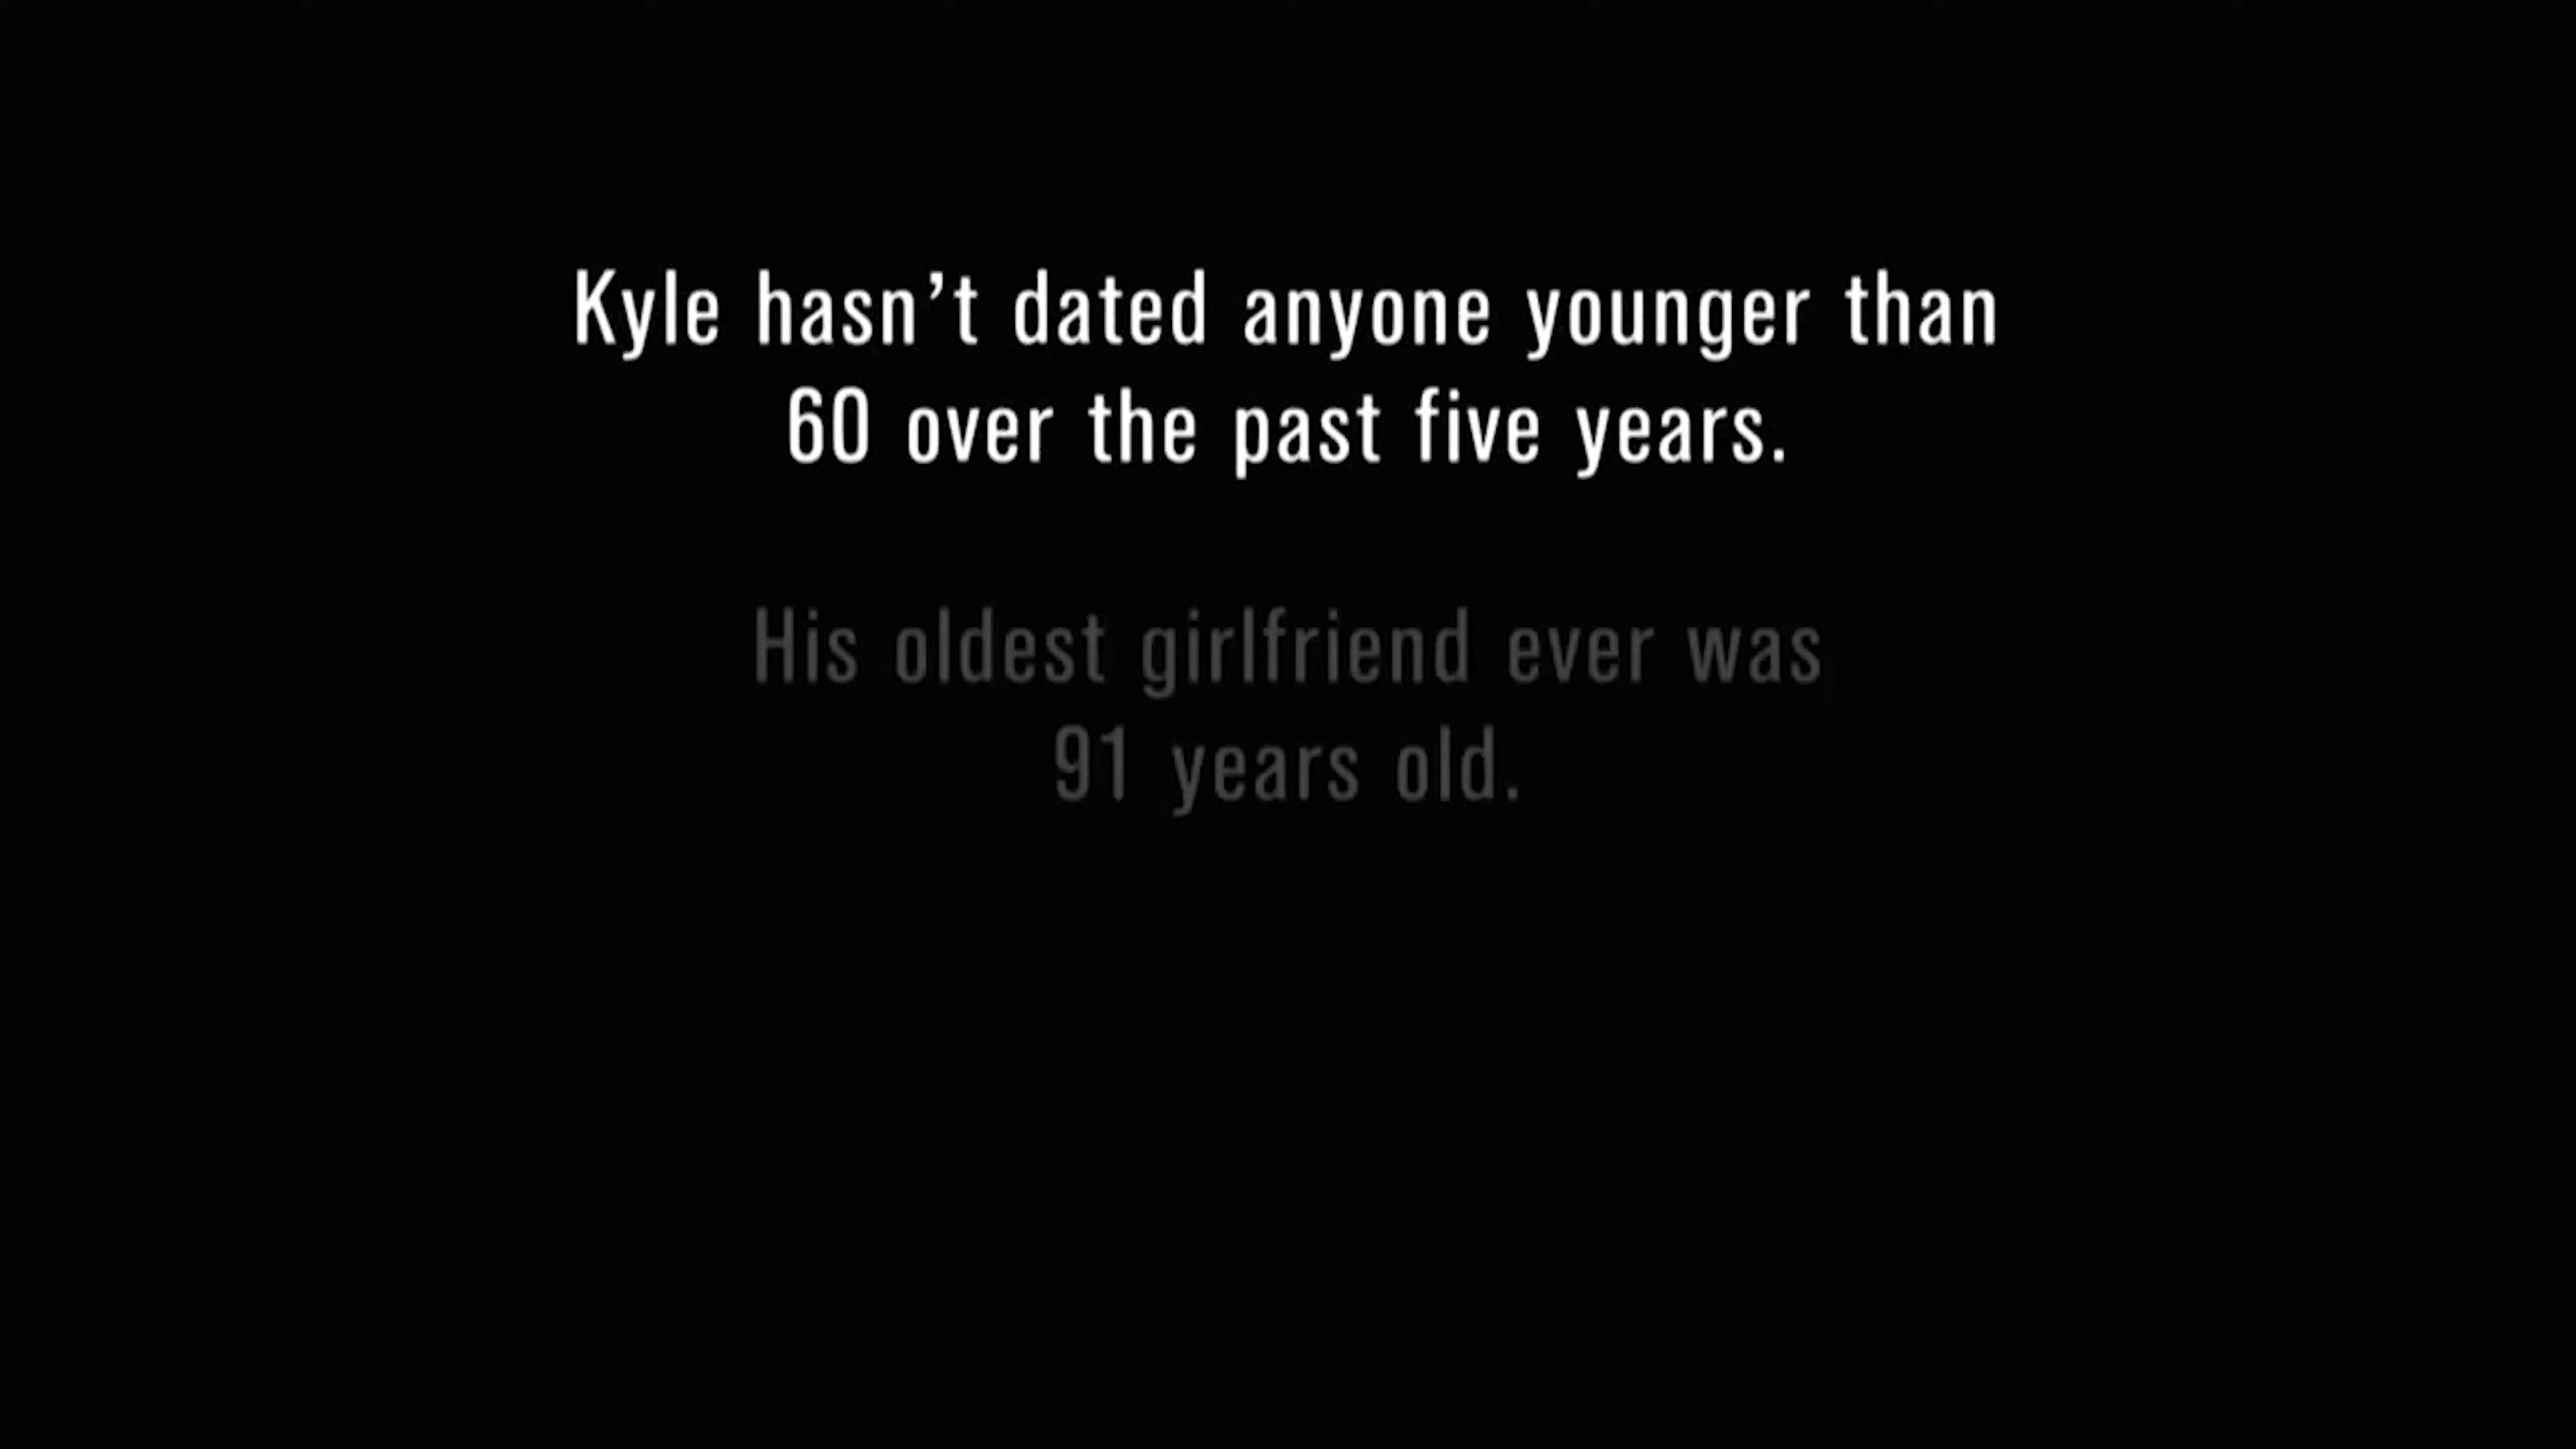 Kyle hasn’t dated anyone younger than
60 over the past five years.
His oldest girlfriend ever was
91 years old.